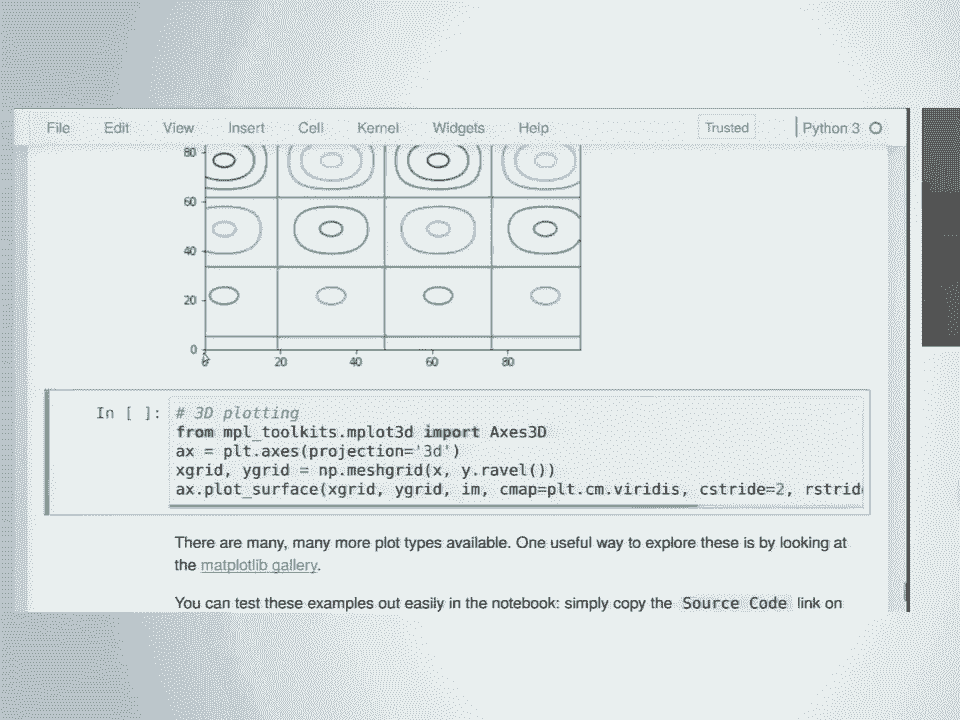 File Edit View Insert Cell Kernel Widgets Help Trusted Python 3
80
60
40
20
0
0 20 40 60 80
In [ ]: # 3D plotting
from mpl_toolkits.mplot3d import Axes3D
ax = plt.axes(projection='3d')
xgrid, ygrid = np.meshgrid(x, y.ravel())
ax.plot_surface(xgrid, ygrid, im, cmap=plt.cm.viridis, cstride=2, rstrid
There are many, many more plot types available. One useful way to explore these is by looking at
the matplotlib gallery.
You can test these examples out easily in the notebook: simply copy the Source Code link on